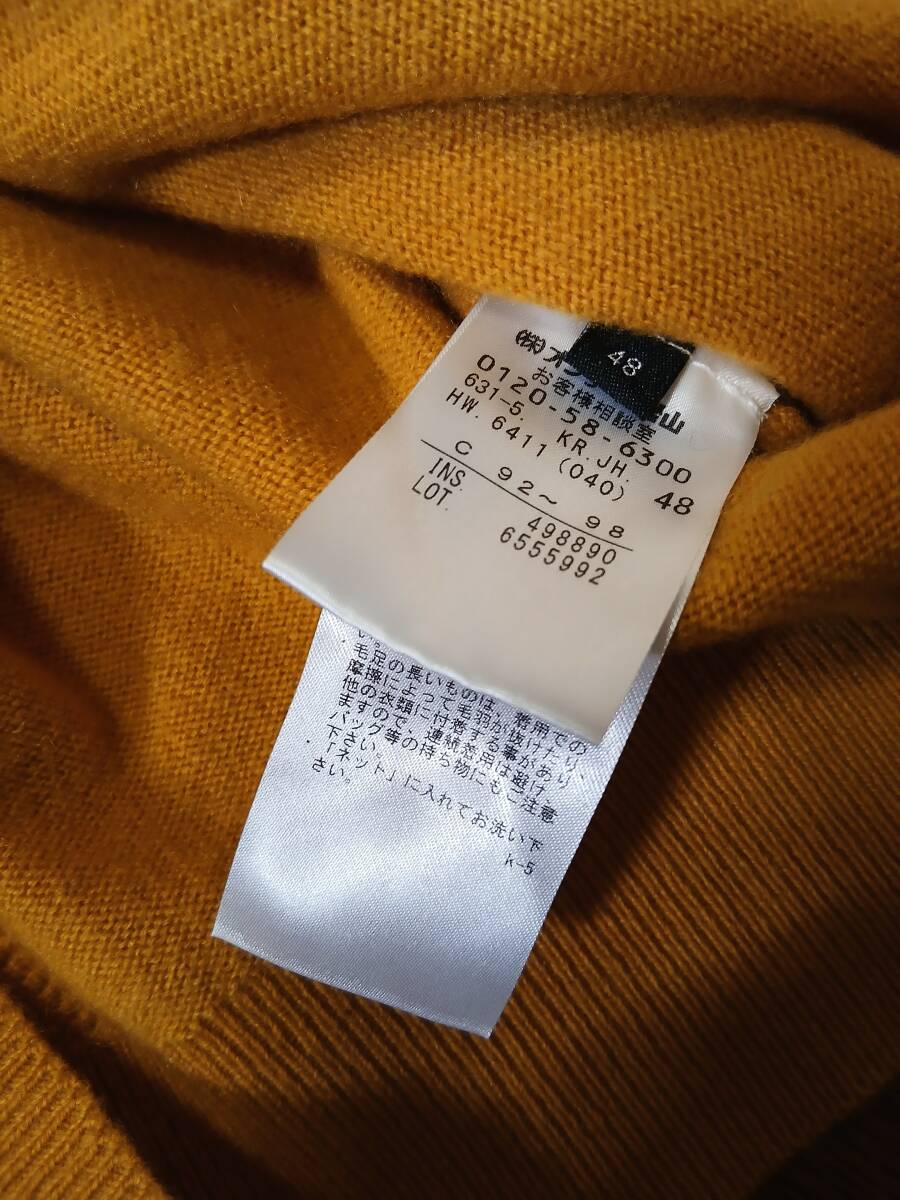 48
(株)オン
山
お客様相談室
0120-58-6300
631-5. KR.JH.
HW. 6411(040) 48
C 92~ 98
INS. 498890
LOT. 6555992
い。
・毛足の長いものは、着用での
摩擦によって毛羽が抜けたり、
他の衣類に付着する事があり
ますので、連続着用は避け、
バッグ等の持ち物にもご注意
下さい。
・「ネット」に入れてお洗い下
さい。
K-5